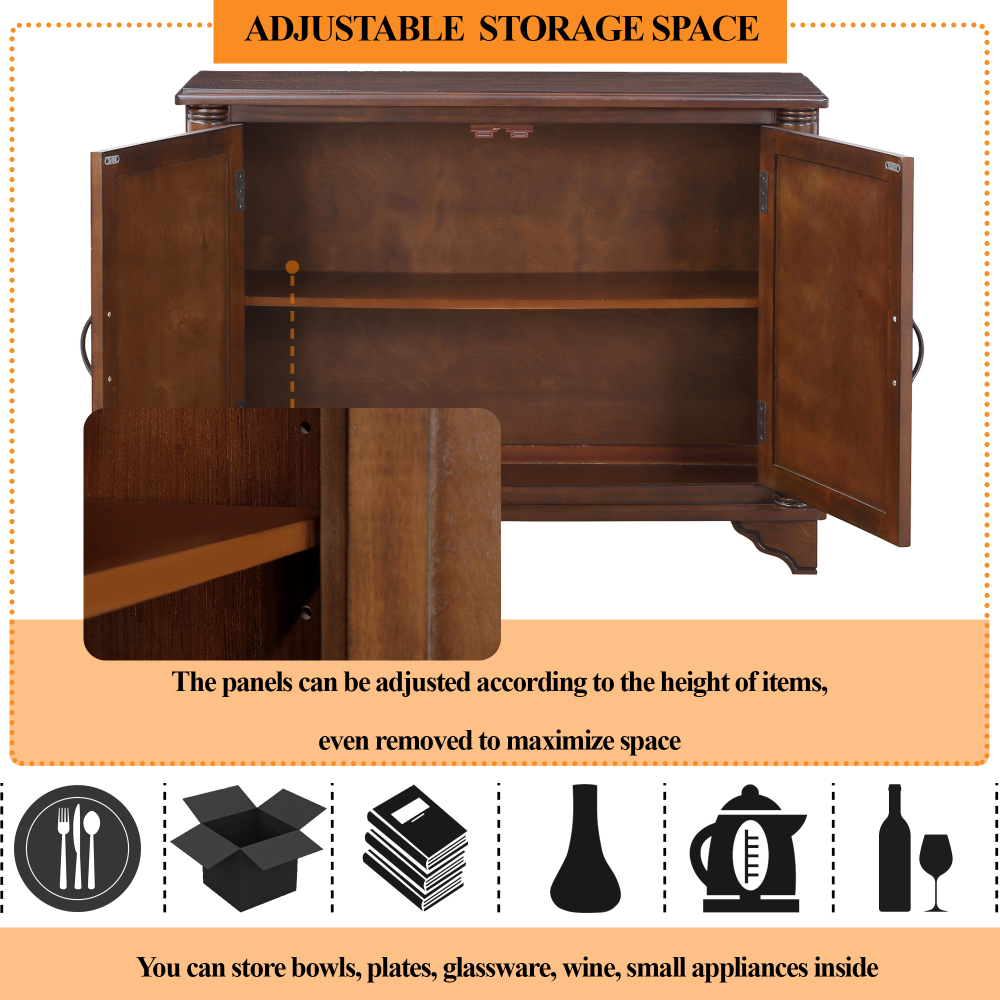 ADJUSTABLE STORAGE SPACE
The panels can be adjusted according to the height of items,
even removed to maximize space
You can store bowls, plates, glassware, wine, small appliances inside